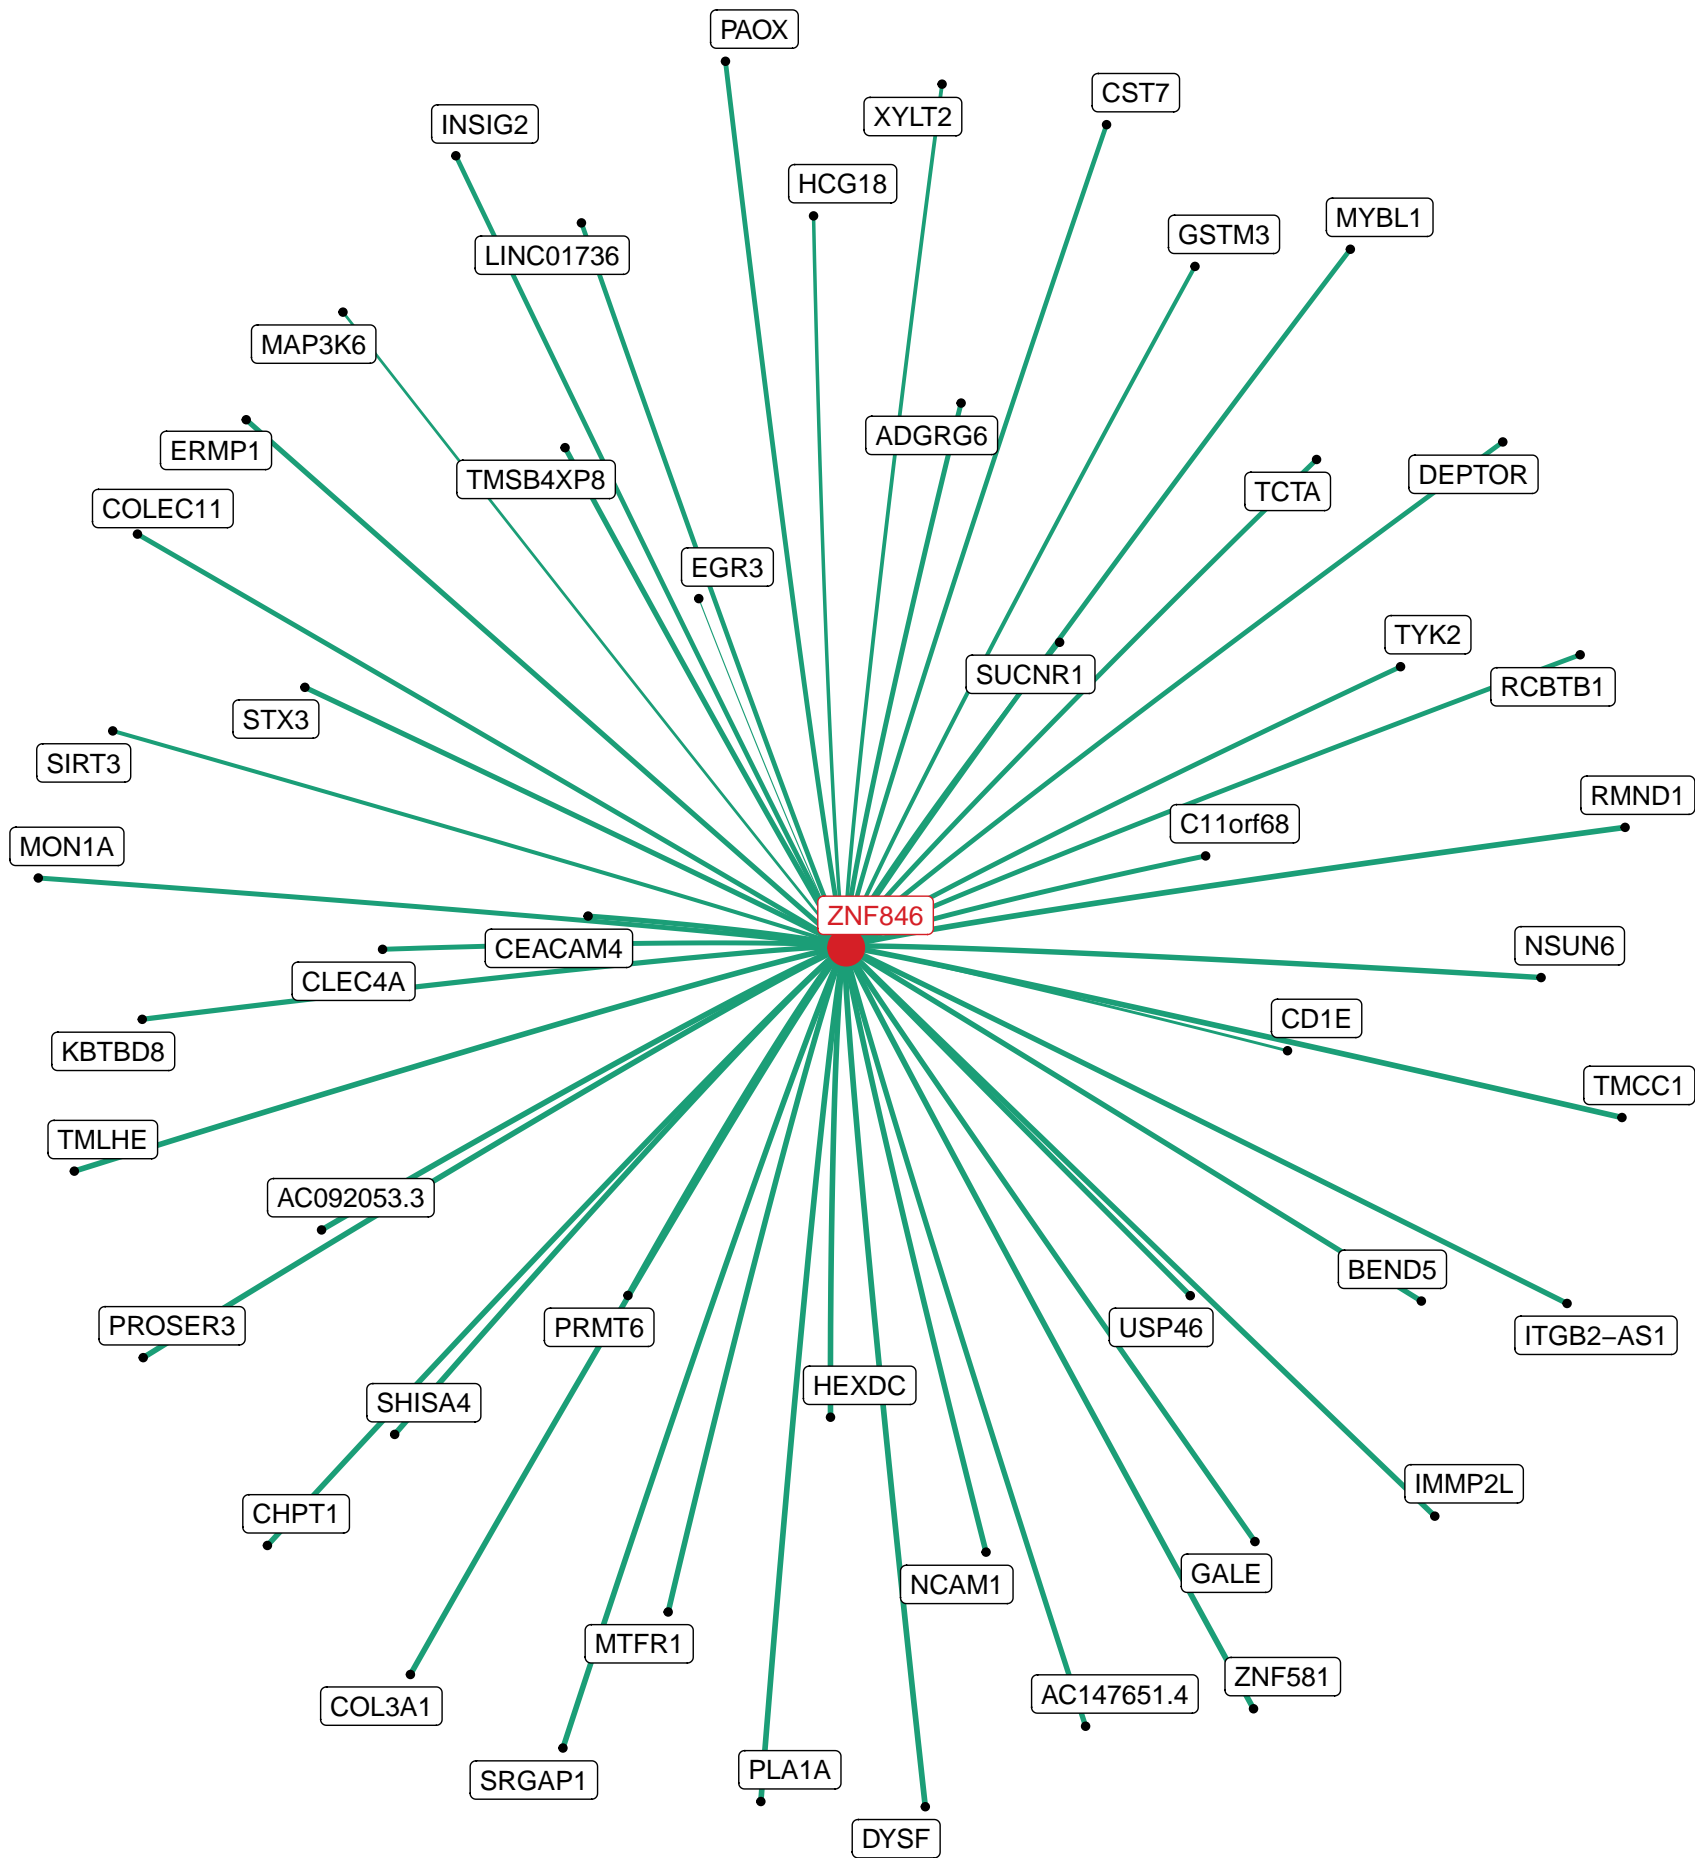 PAOX
CST7
XYLT2
INSIG2
HCG18
MYBL1
GSTM3
LINC01736
MAP3K6
ADGRG6
ERMP1
DEPTOR
TMSB4XP8
TCTA
COLEC11
EGR3
TYK2
SUCNR1
RCBTB1
STX3
SIRT3
RMND1
C11orf68
MON1A
ZNF846
NSUN6
CEACAM4
CLEC4A
CD1E
KBTBD8
TMCC1
TMLHE
AC092053.3
BEND5
PROSER3
PRMT6
USP46
ITGB2−AS1
HEXDC
SHISA4
IMMP2L
CHPT1
GALE
NCAM1
MTFR1
ZNF581
AC147651.4
COL3A1
PLA1A
SRGAP1
DYSF